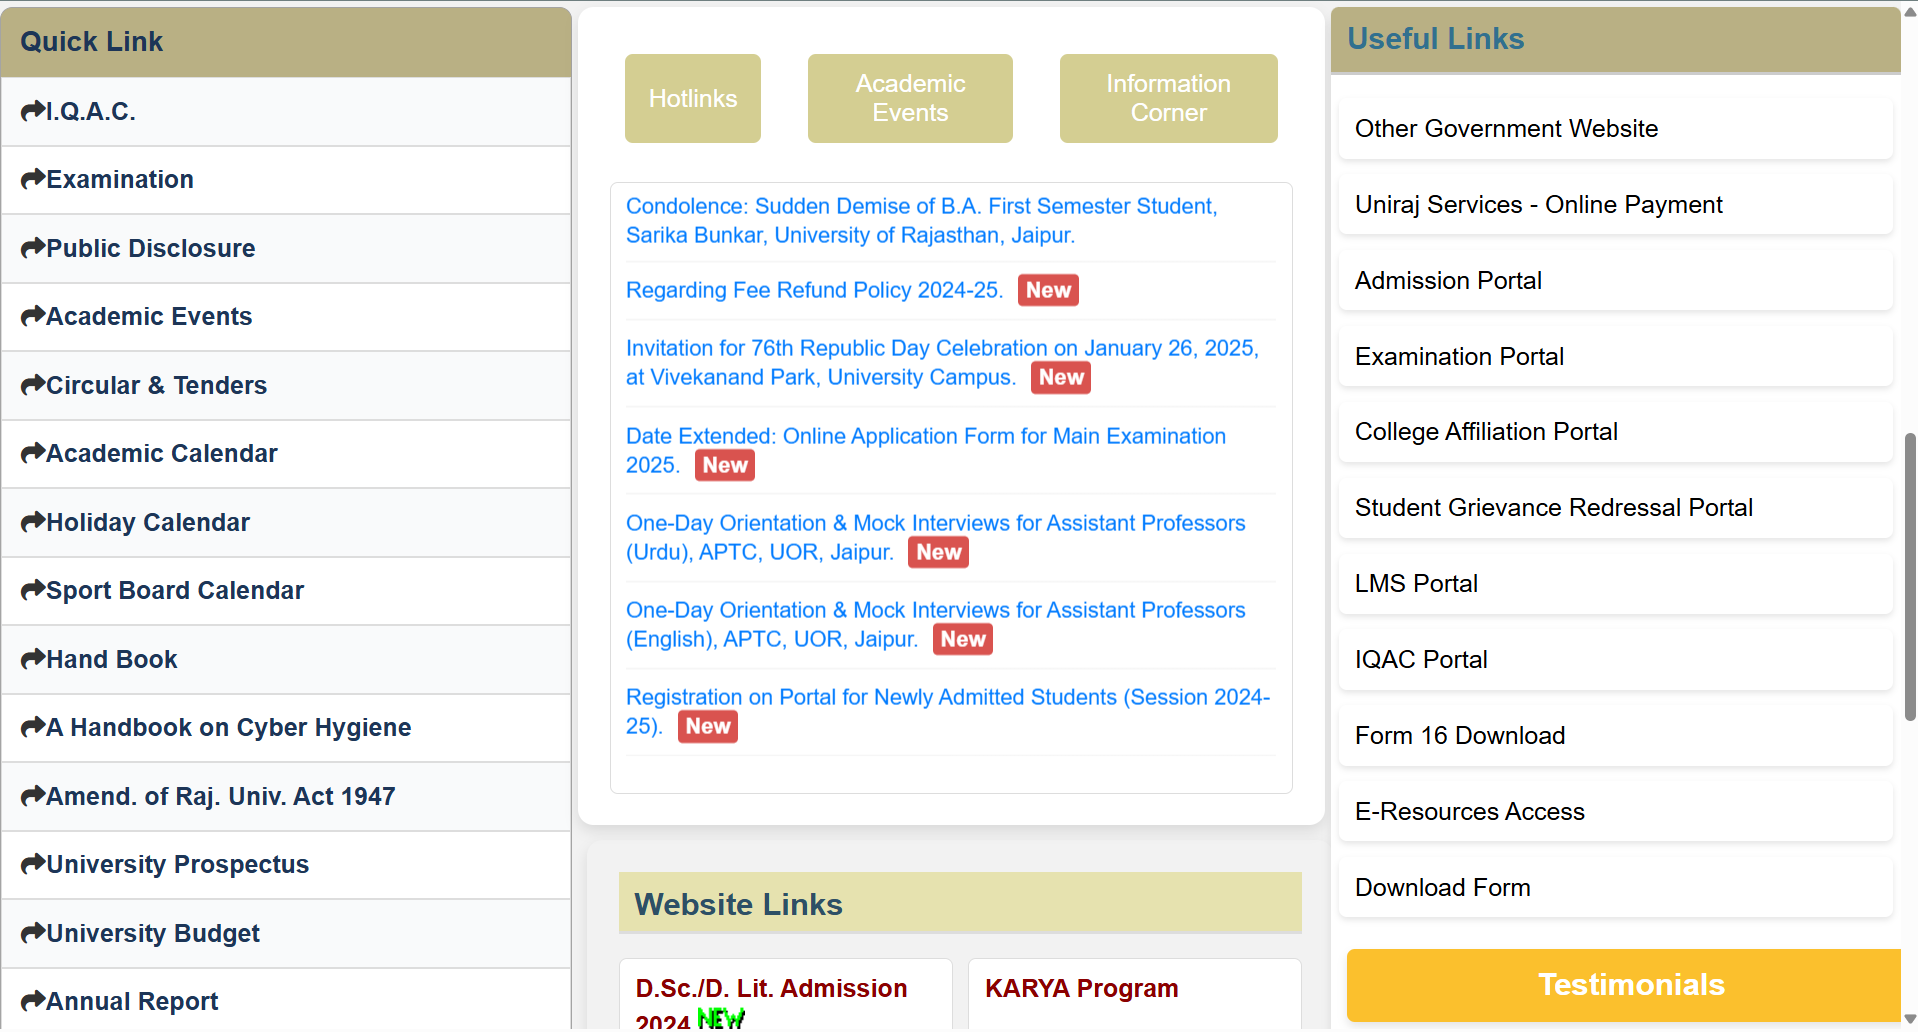 Quick Link
I.Q.A.C.
Examination
Public Disclosure
Academic Events
Circular & Tenders
Academic Calendar
Holiday Calendar
Sport Board Calendar
Hand Book
A Handbook on Cyber Hygiene
Amend. of Raj. Univ. Act 1947
University Prospectus
University Budget
Annual Report
Hotlinks
Academic
Events
Information
Corner
Condolence: Sudden Demise of B.A. First Semester Student,
Sarika Bunkar, University of Rajasthan, Jaipur.
Regarding Fee Refund Policy 2024-25. New
Invitation for 76th Republic Day Celebration on January 26, 2025,
at Vivekanand Park, University Campus. New
Date Extended: Online Application Form for Main Examination
2025. New
One-Day Orientation & Mock Interviews for Assistant Professors
(Urdu), APTC, UOR, Jaipur. New
One-Day Orientation & Mock Interviews for Assistant Professors
(English), APTC, UOR, Jaipur. New
Registration on Portal for Newly Admitted Students (Session 2024-
25). New
Website Links
D.Sc./D. Lit. Admission
2024 NEW
KARYA Program
Useful Links
Other Government Website
Uniraj Services - Online Payment
Admission Portal
Examination Portal
College Affiliation Portal
Student Grievance Redressal Portal
LMS Portal
IQAC Portal
Form 16 Download
E-Resources Access
Download Form
Testimonials